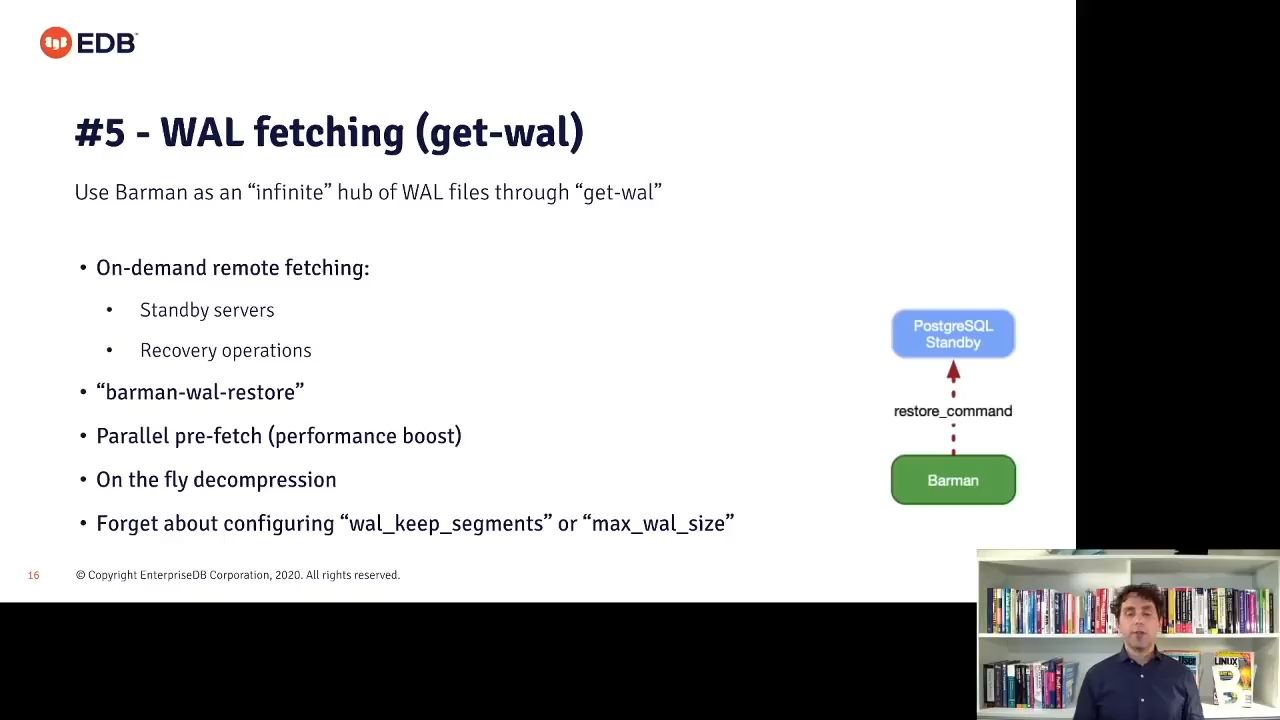 EDB
#5 - WAL fetching (get-wal)
Use Barman as an “infinite” hub of WAL files through “get-wal”
• On-demand remote fetching:
• Standby servers
• Recovery operations
• “barman-wal-restore”
• Parallel pre-fetch (performance boost)
• On the fly decompression
• Forget about configuring “wal_keep_segments” or “max_wal_size”
PostgreSQL
Standby
restore_command
Barman
16
© Copyright EnterpriseDB Corporation, 2020. All rights reserved.
LINUX